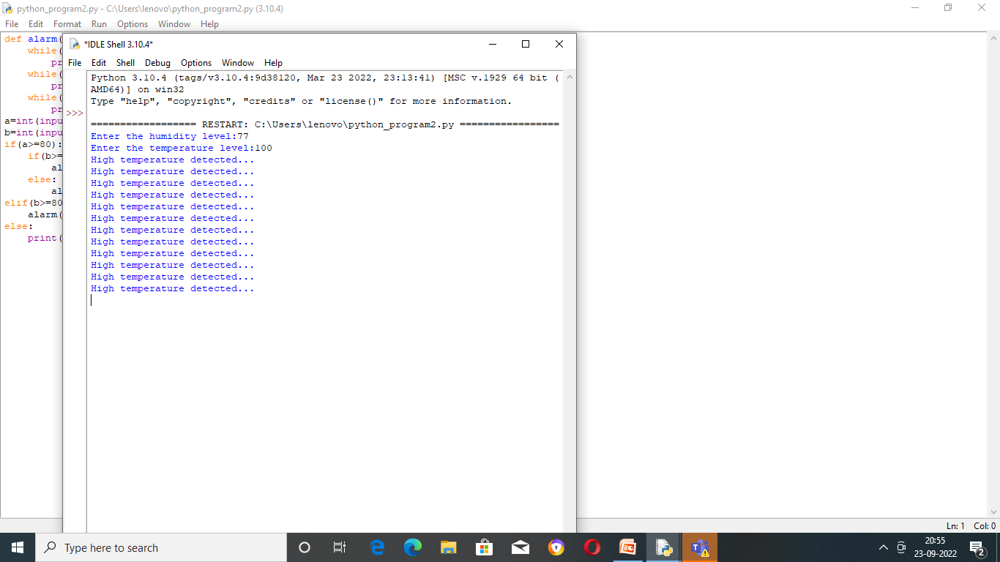 python_program2.py - C:\Users\lenovo\python_program2.py (3.10.4)
File Edit Format Run Options Window Help
def alarm(
while(
pr
while(
pr
while(
pr
a=int(inpu
b=int(inpu
if(a>=80):
if(b>=
al
else:
al
elif(b>=80
alarm(
else:
print(
*IDLE Shell 3.10.4*
File Edit Shell Debug Options Window Help
Python 3.10.4 (tags/v3.10.4:9d38120, Mar 23 2022, 23:13:41) [MSC v.1929 64 bit (
AMD64)] on win32
Type "help", "copyright", "credits" or "license()" for more information.
>>>
================== RESTART: C:\Users\lenovo\python_program2.py =================
Enter the humidity level:77
Enter the temperature level:100
High temperature detected...
High temperature detected...
High temperature detected...
High temperature detected...
High temperature detected...
High temperature detected...
High temperature detected...
High temperature detected...
High temperature detected...
High temperature detected...
High temperature detected...
High temperature detected...
Ln: 1 Col: 0
Type here to search
20:55
23-09-2022
2